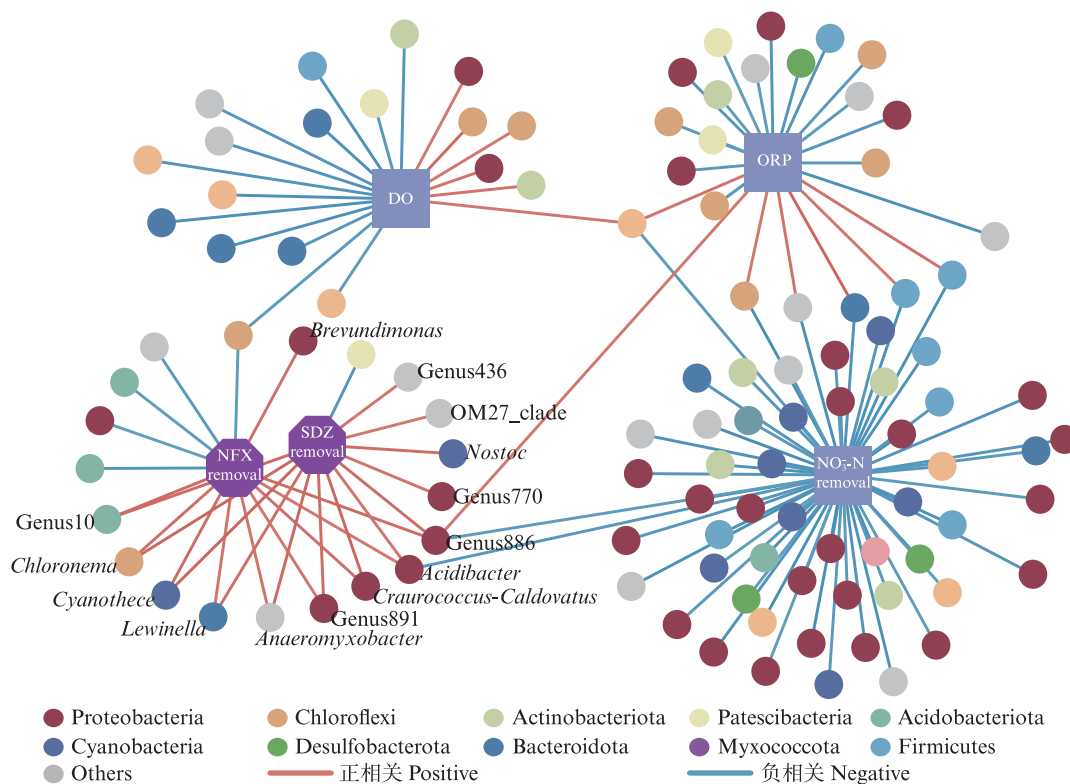 DO
ORP
Brevundimonas
Genus436
OM27_clade
Nostoc
Genus770
SDZ
removal
NFX
removal
NO₃⁻-N
removal
Genus10
Genus886
Chloronema
Acidibacter
Cyanothece
Craurococcus-Caldovatus
Lewinella
Genus891
Anaeromyxobacter
Proteobacteria
Chloroflexi
Actinobacteriota
Patescibacteria
Acidobacteriota
Cyanobacteria
Desulfobacterota
Bacteroidota
Myxococcota
Firmicutes
Others
正相关 Positive
负相关 Negative